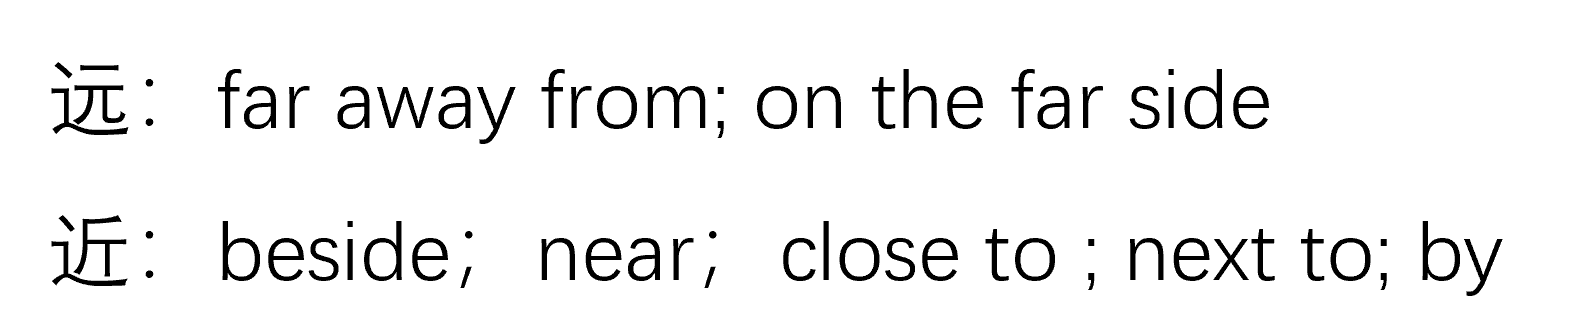 远： far away from; on the far side
近： beside； near； close to ; next to; by